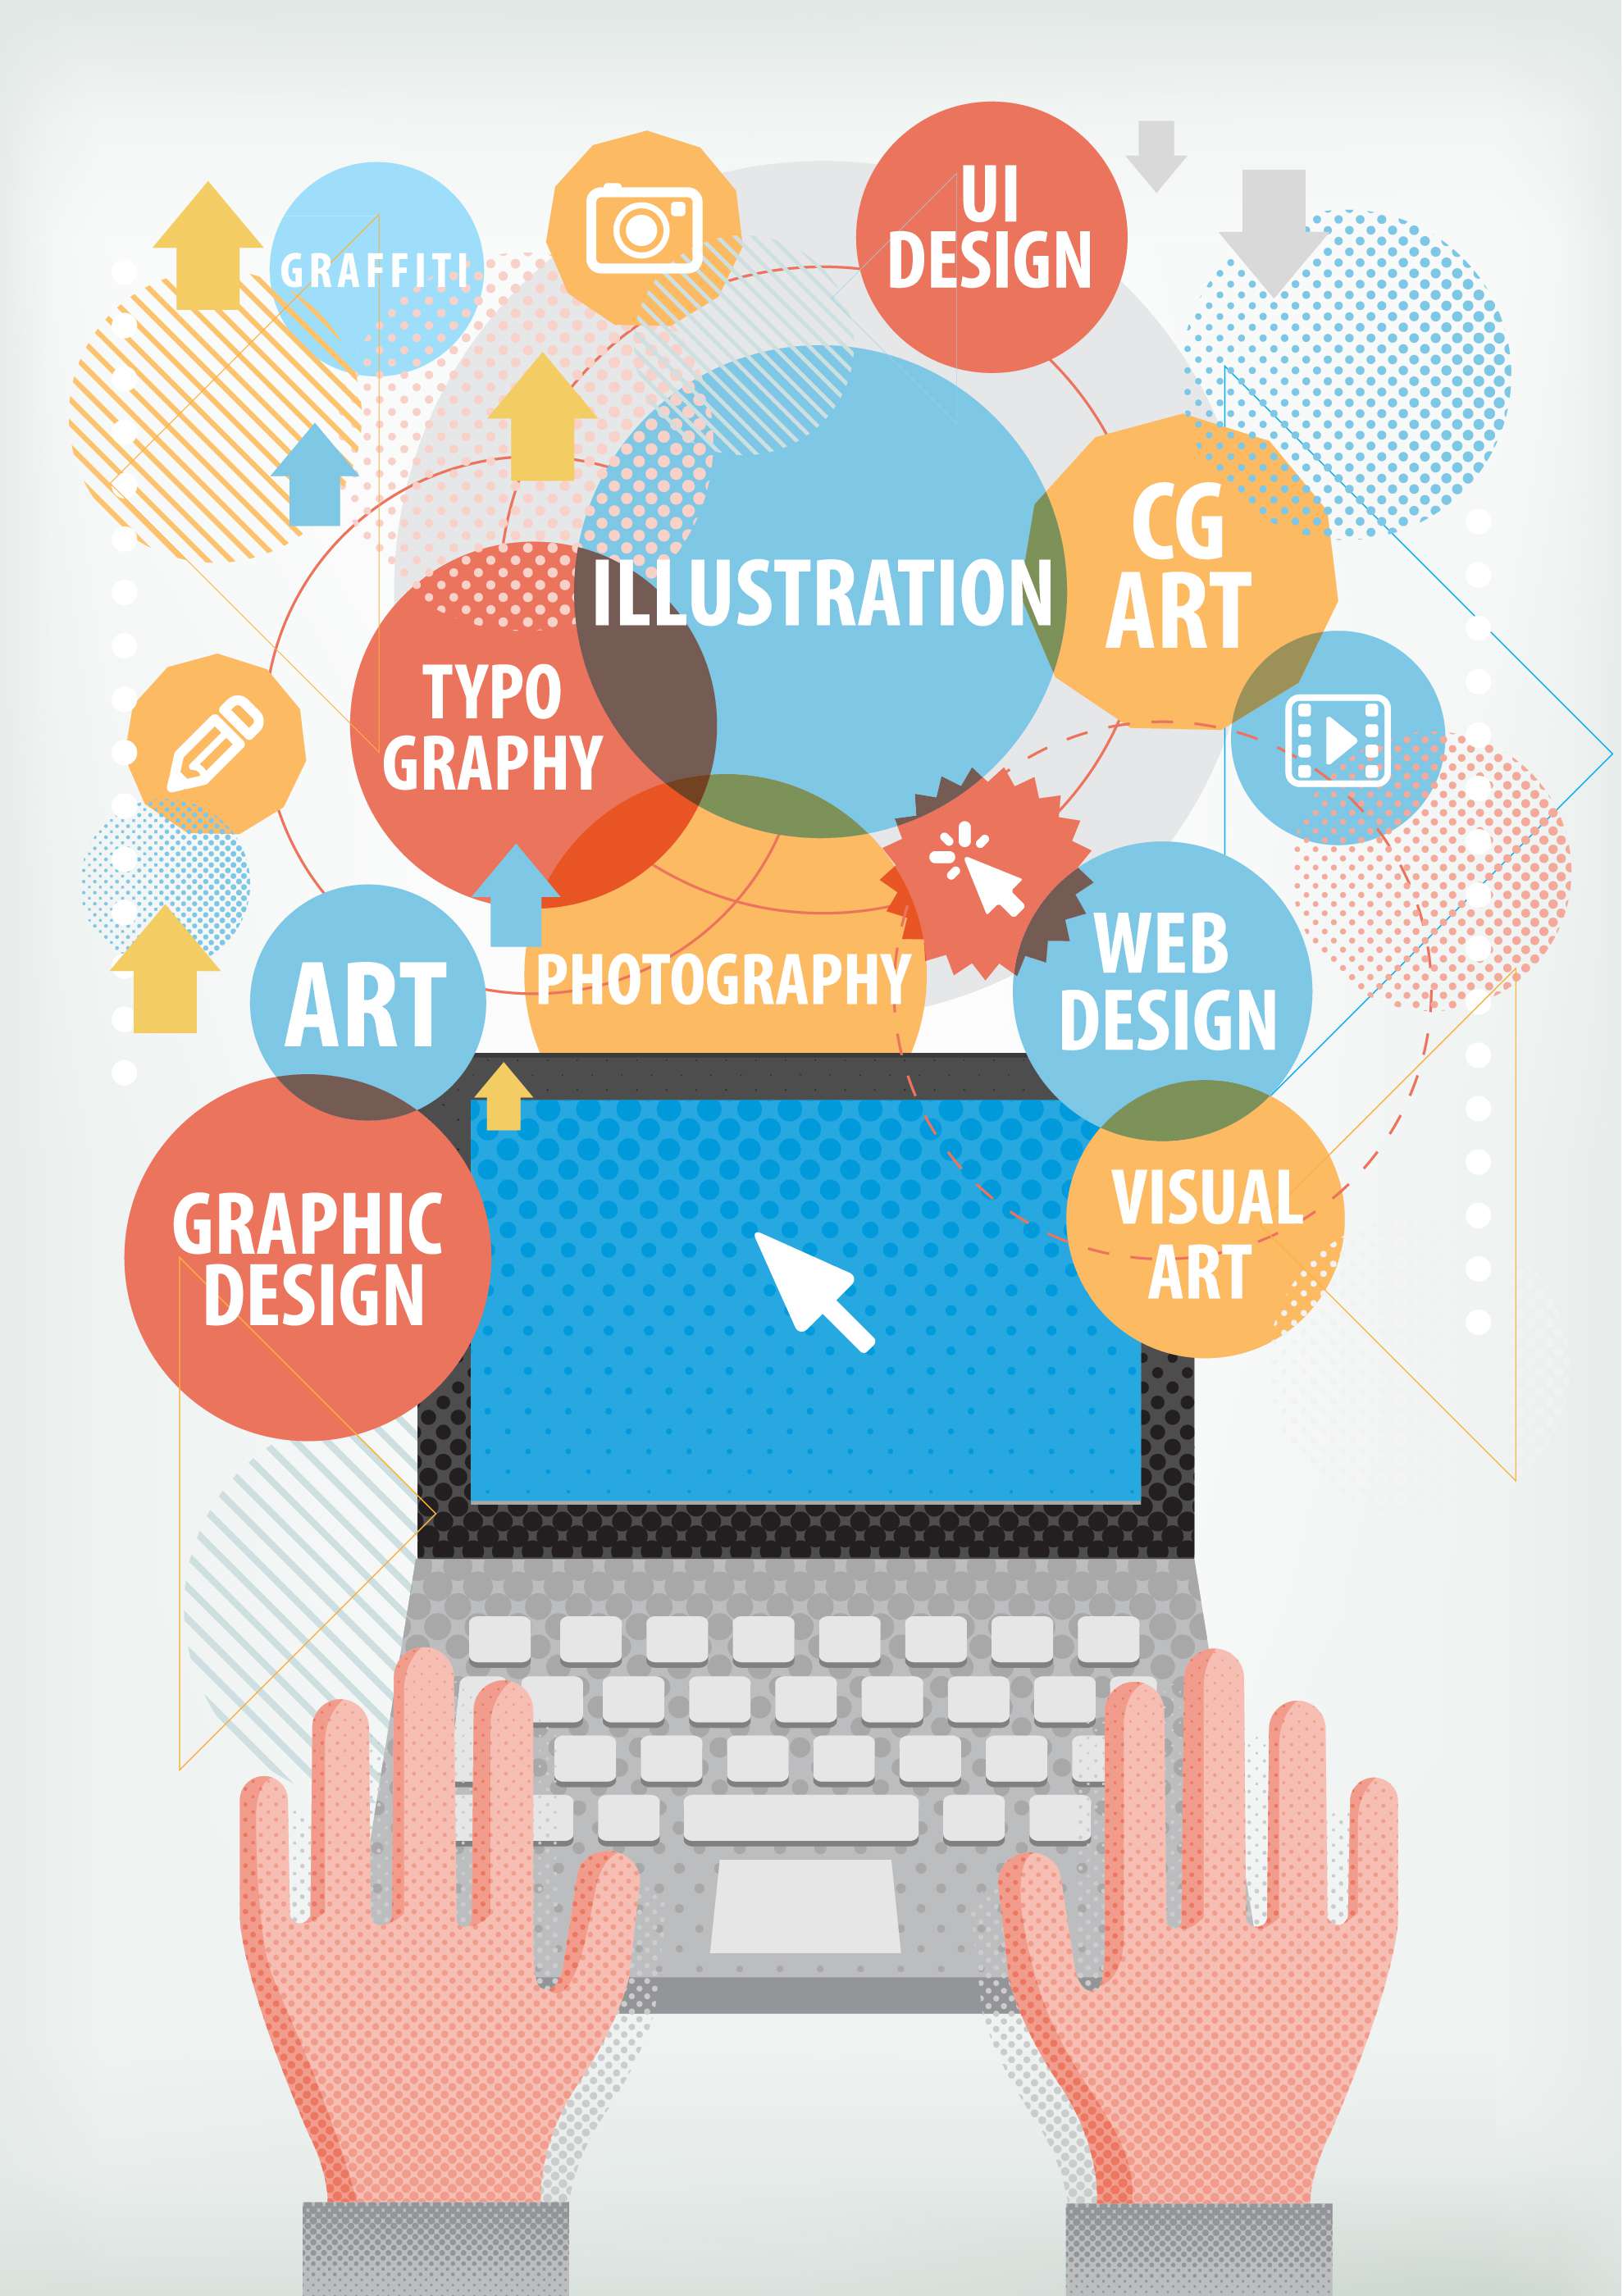 GRAFFITI
UI
DESIGN
ILLUSTRATION
CG
ART
TYPO
GRAPHY
PHOTOGRAPHY
WEB
DESIGN
ART
GRAPHIC
DESIGN
VISUAL
ART